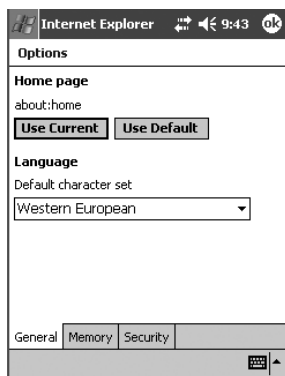 Internet Explorer 9:43 ok
Options
Home page
about:home
Use Current Use Default
Language
Default character set
Western European
General Memory Security